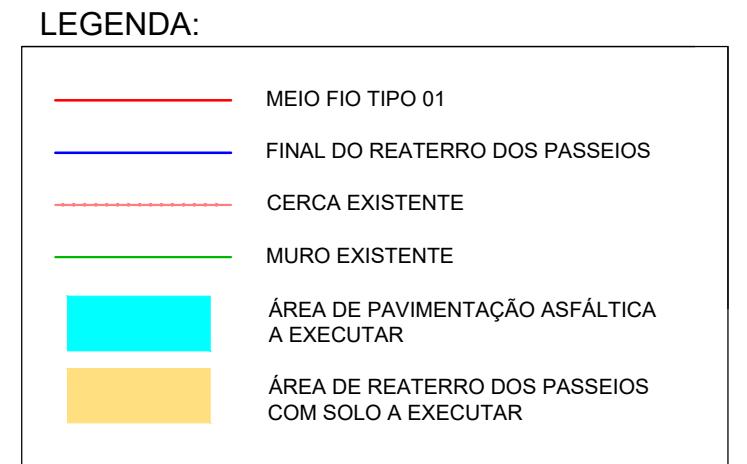 LEGENDA:
MEIO FIO TIPO 01
FINAL DO REATERRO DOS PASSEIOS
CERCA EXISTENTE
MURO EXISTENTE
ÁREA DE PAVIMENTAÇÃO ASFÁLTICA
A EXECUTAR
ÁREA DE REATERRO DOS PASSEIOS
COM SOLO A EXECUTAR